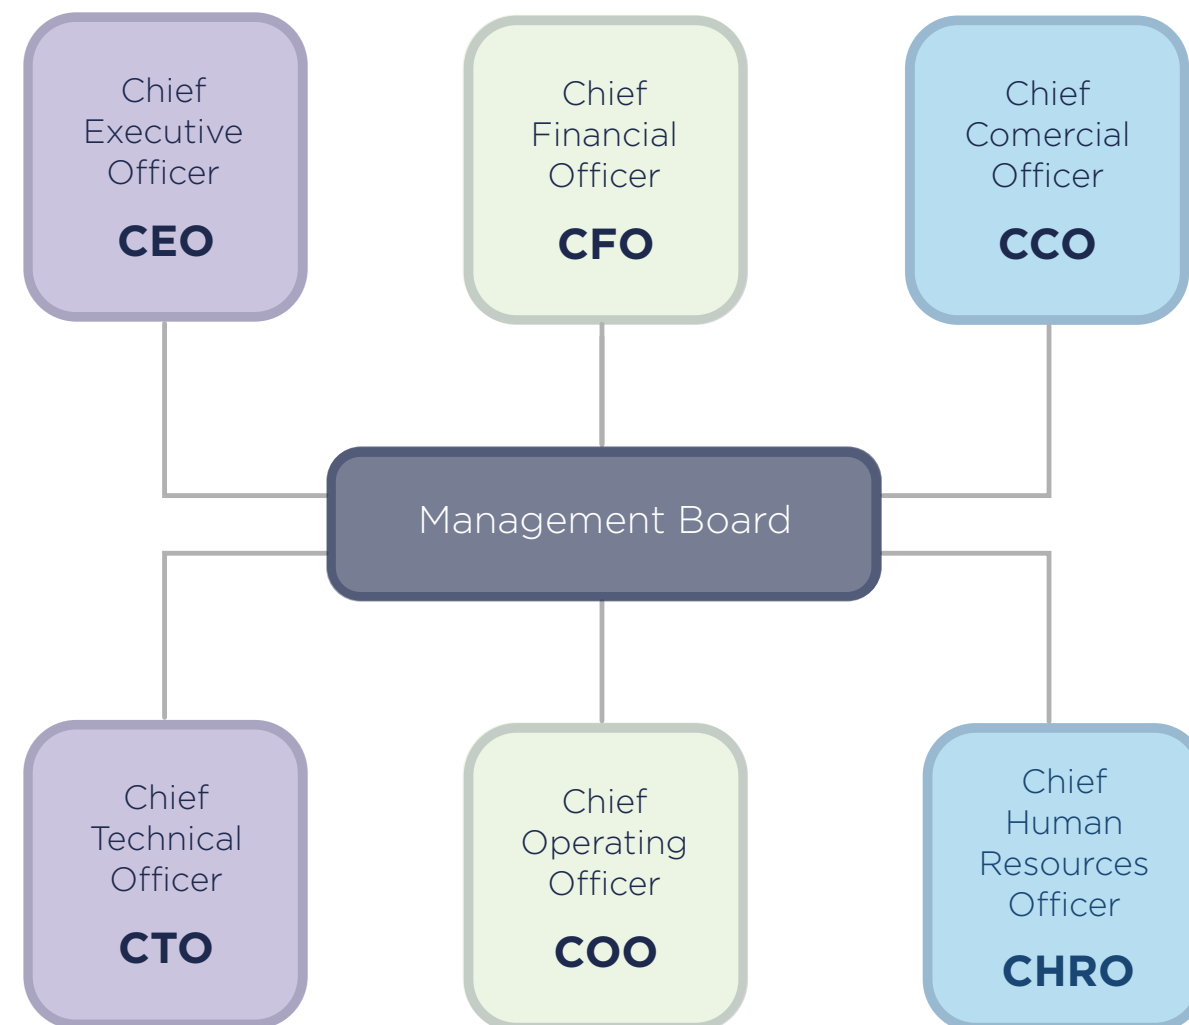 Chief
Executive
Officer
CEO
Chief
Financial
Officer
CFO
Chief
Comercial
Officer
CCO
Management Board
Chief
Technical
Officer
CTO
Chief
Operating
Officer
COO
Chief
Human
Resources
Officer
CHRO